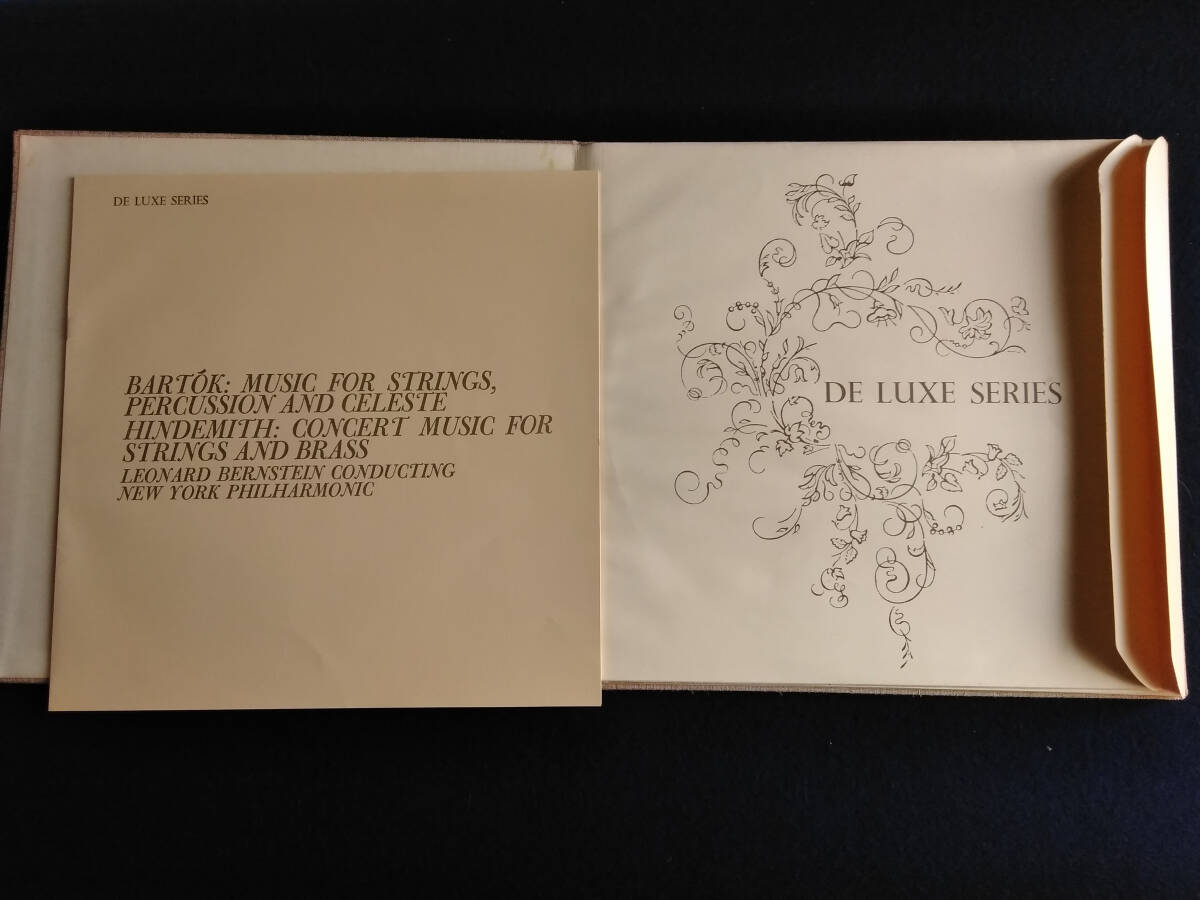 DE LUXE SERIES
BARTÓK: MUSIC FOR STRINGS,
PERCUSSION AND CELESTE
HINDEMITH: CONCERT MUSIC FOR
STRINGS AND BRASS
LEONARD BERNSTEIN CONDUCTING
NEW YORK PHILHARMONIC
DE LUXE SERIES